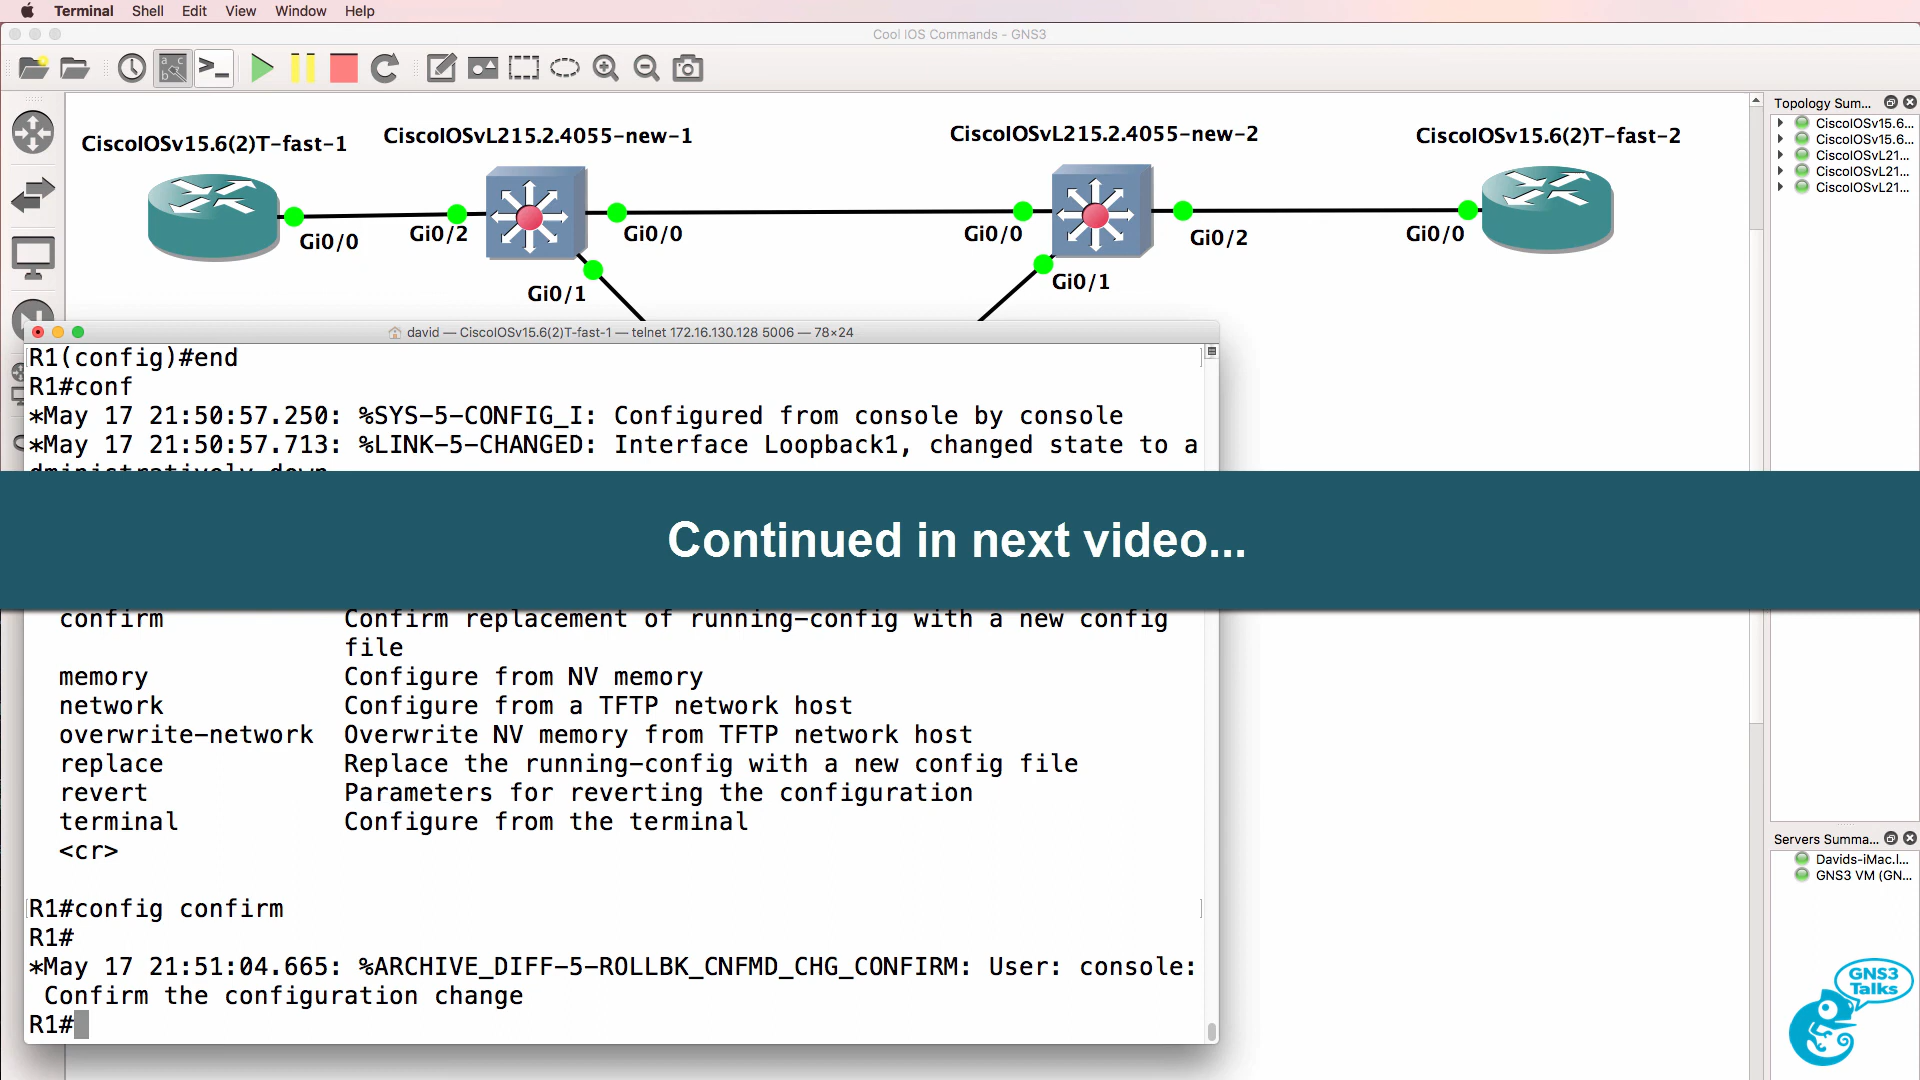 Terminal Shell Edit View Window Help
Cool IOS Commands - GNS3
CiscoIOSv15.6(2)T-fast-1
CiscoIOSvL215.2.4055-new-1
CiscoIOSvL215.2.4055-new-2
CiscoIOSv15.6(2)T-fast-2
Gi0/0
Gi0/2
Gi0/0
Gi0/0
Gi0/2
Gi0/0
Gi0/1
Gi0/1
Topology Sum...
CiscoIOSv15.6...
CiscoIOSv15.6...
CiscoIOSvL21...
CiscoIOSvL21...
CiscoIOSvL21...
david — CiscoIOSv15.6(2)T-fast-1 — telnet 172.16.130.128 5006 — 78×24
R1(config)#end
R1#conf
*May 17 21:50:57.250: %SYS-5-CONFIG_I: Configured from console by console
*May 17 21:50:57.713: %LINK-5-CHANGED: Interface Loopback1, changed state to a
dministratively down
Continued in next video...
confirm Confirm replacement of running-config with a new config
file
memory Configure from NV memory
network Configure from a TFTP network host
overwrite-network Overwrite NV memory from TFTP network host
replace Replace the running-config with a new config file
revert Parameters for reverting the configuration
terminal Configure from the terminal
<cr>
R1#config confirm
R1#
*May 17 21:51:04.665: %ARCHIVE_DIFF-5-ROLLBK_CNFMD_CHG_CONFIRM: User: console:
Confirm the configuration change
R1#
Servers Summa...
Davids-iMac.l...
GNS3 VM (GN...
GNS3
Talks